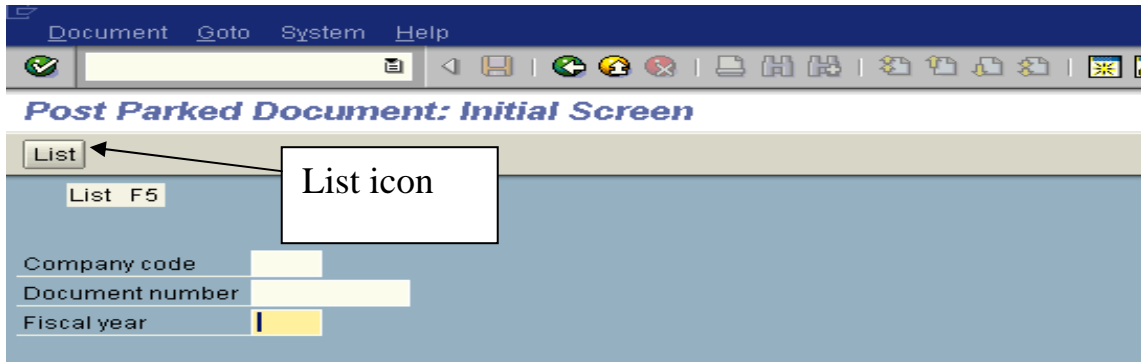 Document Goto System Help
Post Parked Document: Initial Screen
List
List icon
List F5
Company code
Document number
Fiscal year